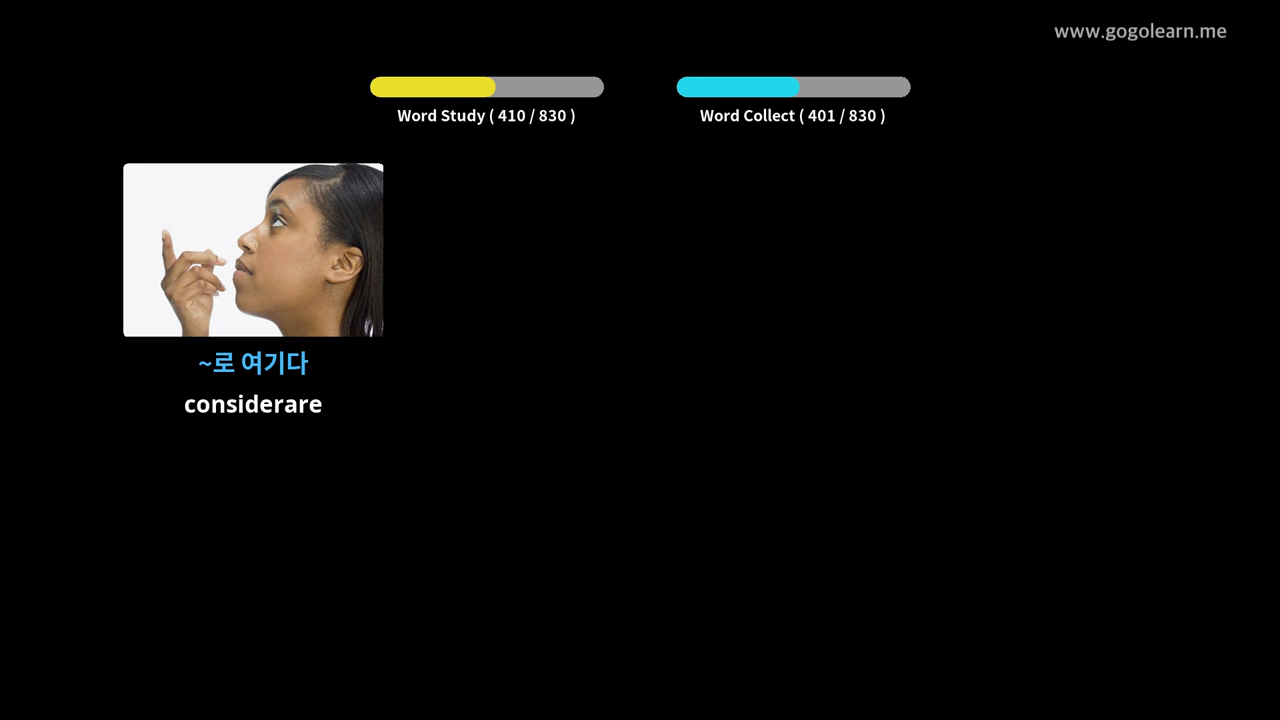 www.gogolearn.me
Word Study ( 410 / 830 )
Word Collect ( 401 / 830 )
~로 여기다
considerare